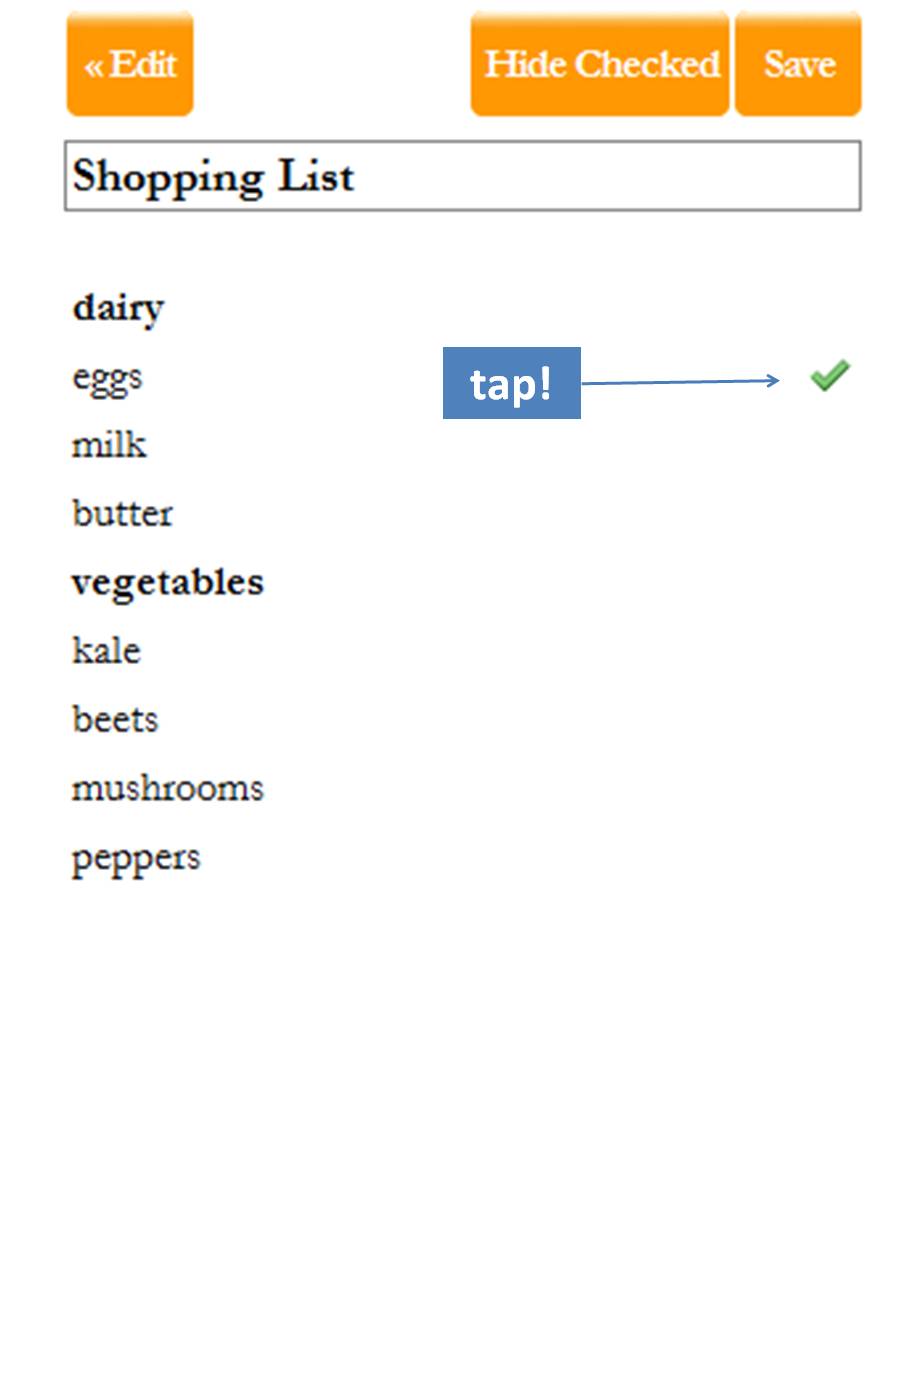 « Edit Hide Checked Save
Shopping List
dairy
eggs tap!
milk
butter
vegetables
kale
beets
mushrooms
peppers